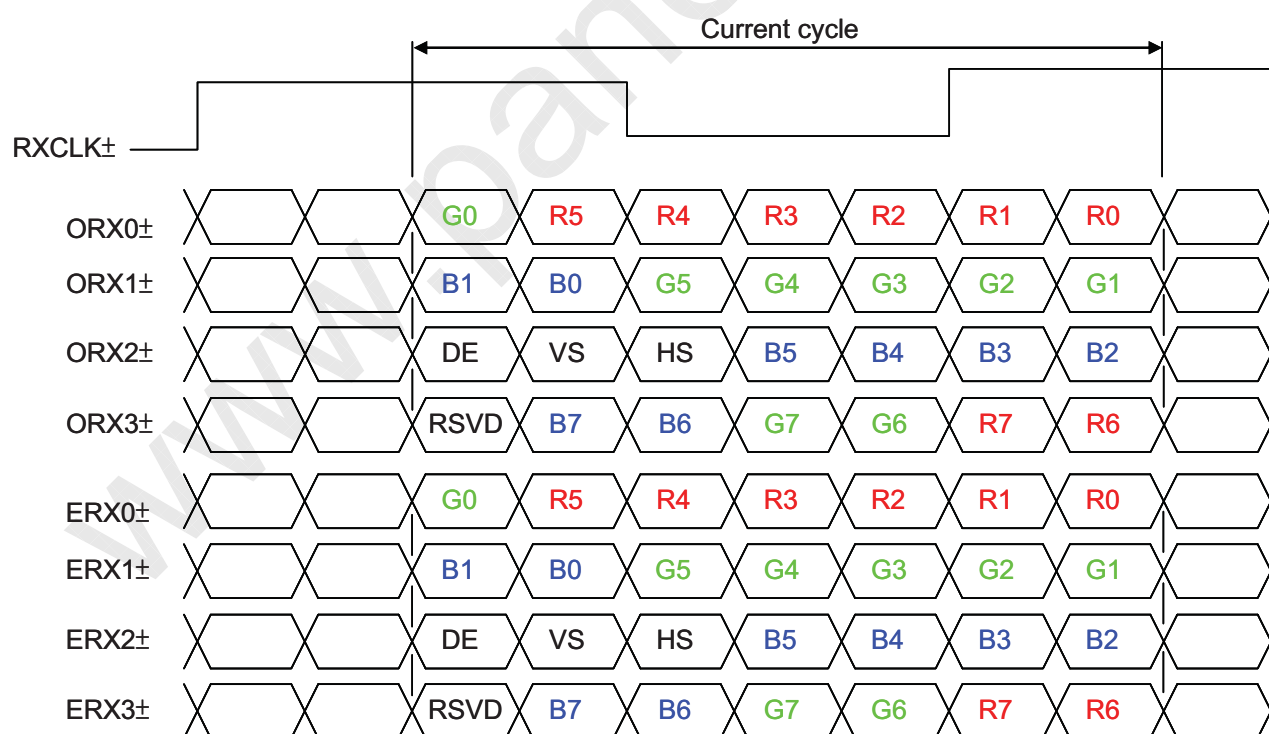 Current cycle
RXCLK±
ORX0± G0 R5 R4 R3 R2 R1 R0
ORX1± B1 B0 G5 G4 G3 G2 G1
ORX2± DE VS HS B5 B4 B3 B2
ORX3± RSVD B7 B6 G7 G6 R7 R6
ERX0± G0 R5 R4 R3 R2 R1 R0
ERX1± B1 B0 G5 G4 G3 G2 G1
ERX2± DE VS HS B5 B4 B3 B2
ERX3± RSVD B7 B6 G7 G6 R7 R6
www.pan